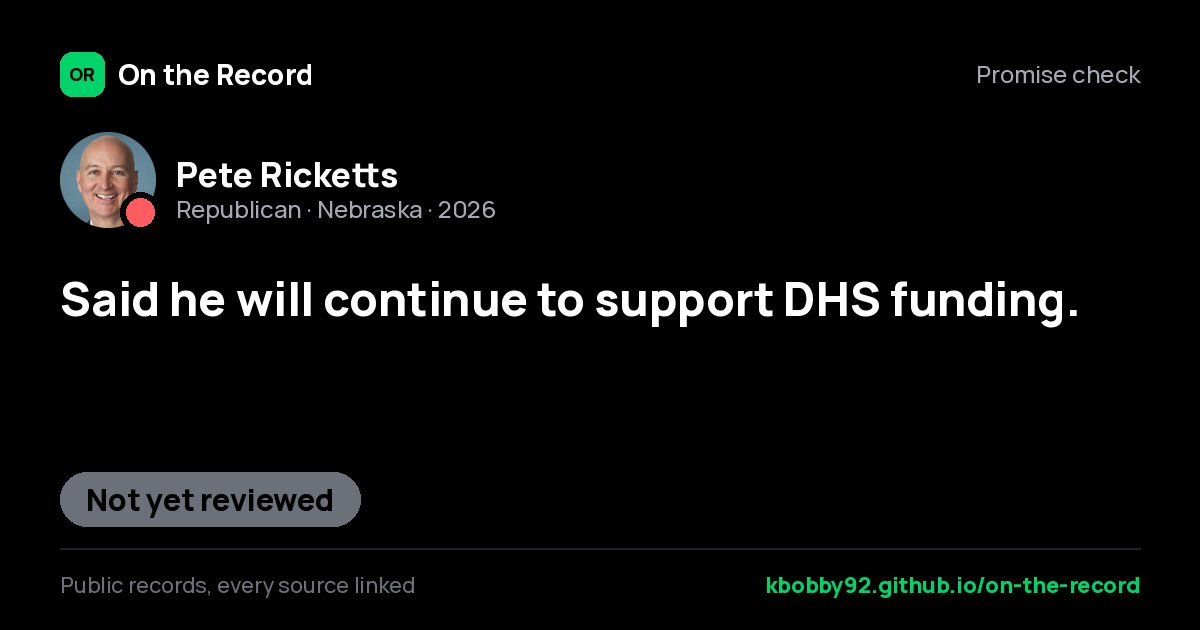 OR On the Record
Promise check
Pete Ricketts
Republican · Nebraska · 2026
Said he will continue to support DHS funding.
Not yet reviewed
Public records, every source linked
kbobby92.github.io/on-the-record